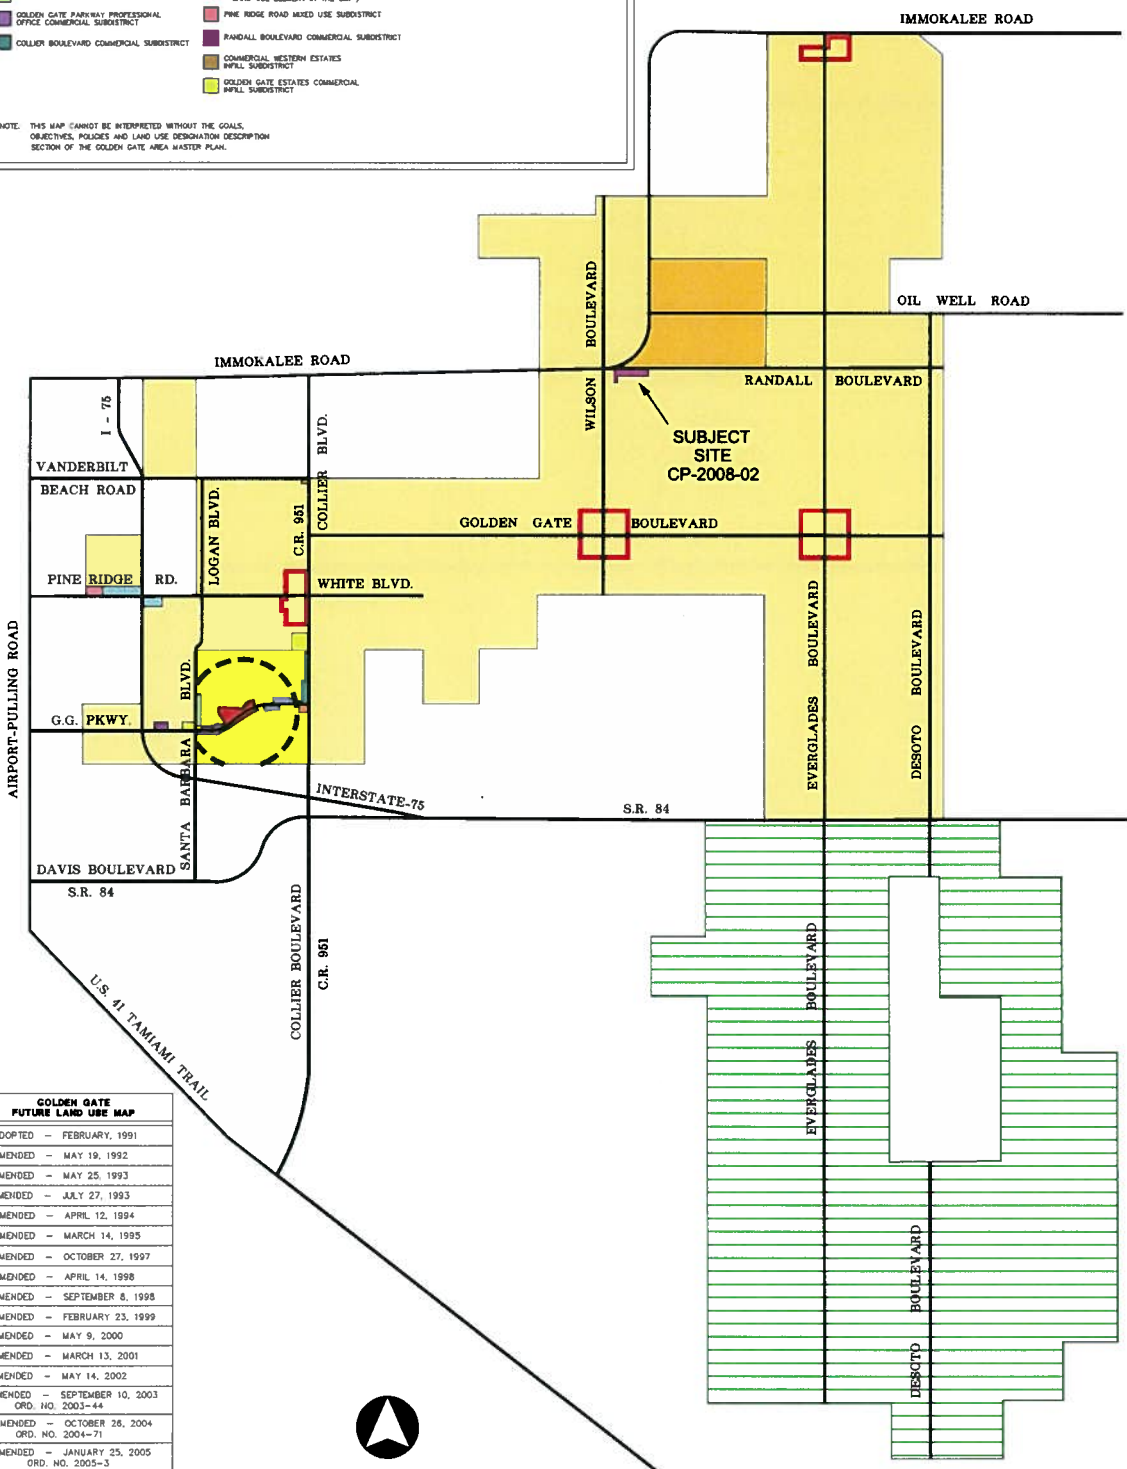 GOLDEN GATE PARKWAY PROFESSIONAL
OFFICE COMMERCIAL SUBDISTRICT
COLLIER BOULEVARD COMMERCIAL SUBDISTRICT
PINE RIDGE ROAD MIXED USE SUBDISTRICT
RANDALL BOULEVARD COMMERCIAL SUBDISTRICT
COMMERCIAL WESTERN ESTATES
INFILL SUBDISTRICT
GOLDEN GATE ESTATES COMMERCIAL
INFILL SUBDISTRICT
NOTE. THIS MAP CANNOT BE INTERPRETED WITHOUT THE GOALS,
OBJECTIVES, POLICIES AND LAND USE DESIGNATION DESCRIPTION
SECTION OF THE GOLDEN GATE AREA MASTER PLAN.
IMMOKALEE ROAD
OIL WELL ROAD
WILSON BOULEVARD
IMMOKALEE ROAD
RANDALL BOULEVARD
I - 75
COLLIER BLVD.
C.R. 951
SUBJECT
SITE
CP-2008-02
VANDERBILT
BEACH ROAD
LOGAN BLVD.
GOLDEN GATE BOULEVARD
PINE RIDGE RD.
WHITE BLVD.
AIRPORT-PULLING ROAD
SANTA BARBARA BLVD.
G.G. PKWY.
EVERGLADES BOULEVARD
DESOTO BOULEVARD
INTERSTATE-75
S.R. 84
DAVIS BOULEVARD
S.R. 84
COLLIER BOULEVARD
C.R. 951
U.S. 41 TAMIAMI TRAIL
EVERGLADES BOULEVARD
EVERGLADES BOULEVARD
DESOTO BOULEVARD
GOLDEN GATE
FUTURE LAND USE MAP
DOPTED - FEBRUARY, 1991
MENDED - MAY 19, 1992
MENDED - MAY 25, 1993
MENDED - JULY 27, 1993
MENDED - APRIL 12, 1994
MENDED - MARCH 14, 1995
MENDED - OCTOBER 27, 1997
MENDED - APRIL 14, 1998
MENDED - SEPTEMBER 8, 1998
MENDED - FEBRUARY 23, 1999
MENDED - MAY 9, 2000
MENDED - MARCH 13, 2001
MENDED - MAY 14, 2002
MENDED - SEPTEMBER 10, 2003
ORD. NO. 2003-44
MENDED - OCTOBER 26, 2004
ORD. NO. 2004-71
MENDED - JANUARY 25, 2005
ORD. NO. 2005-3